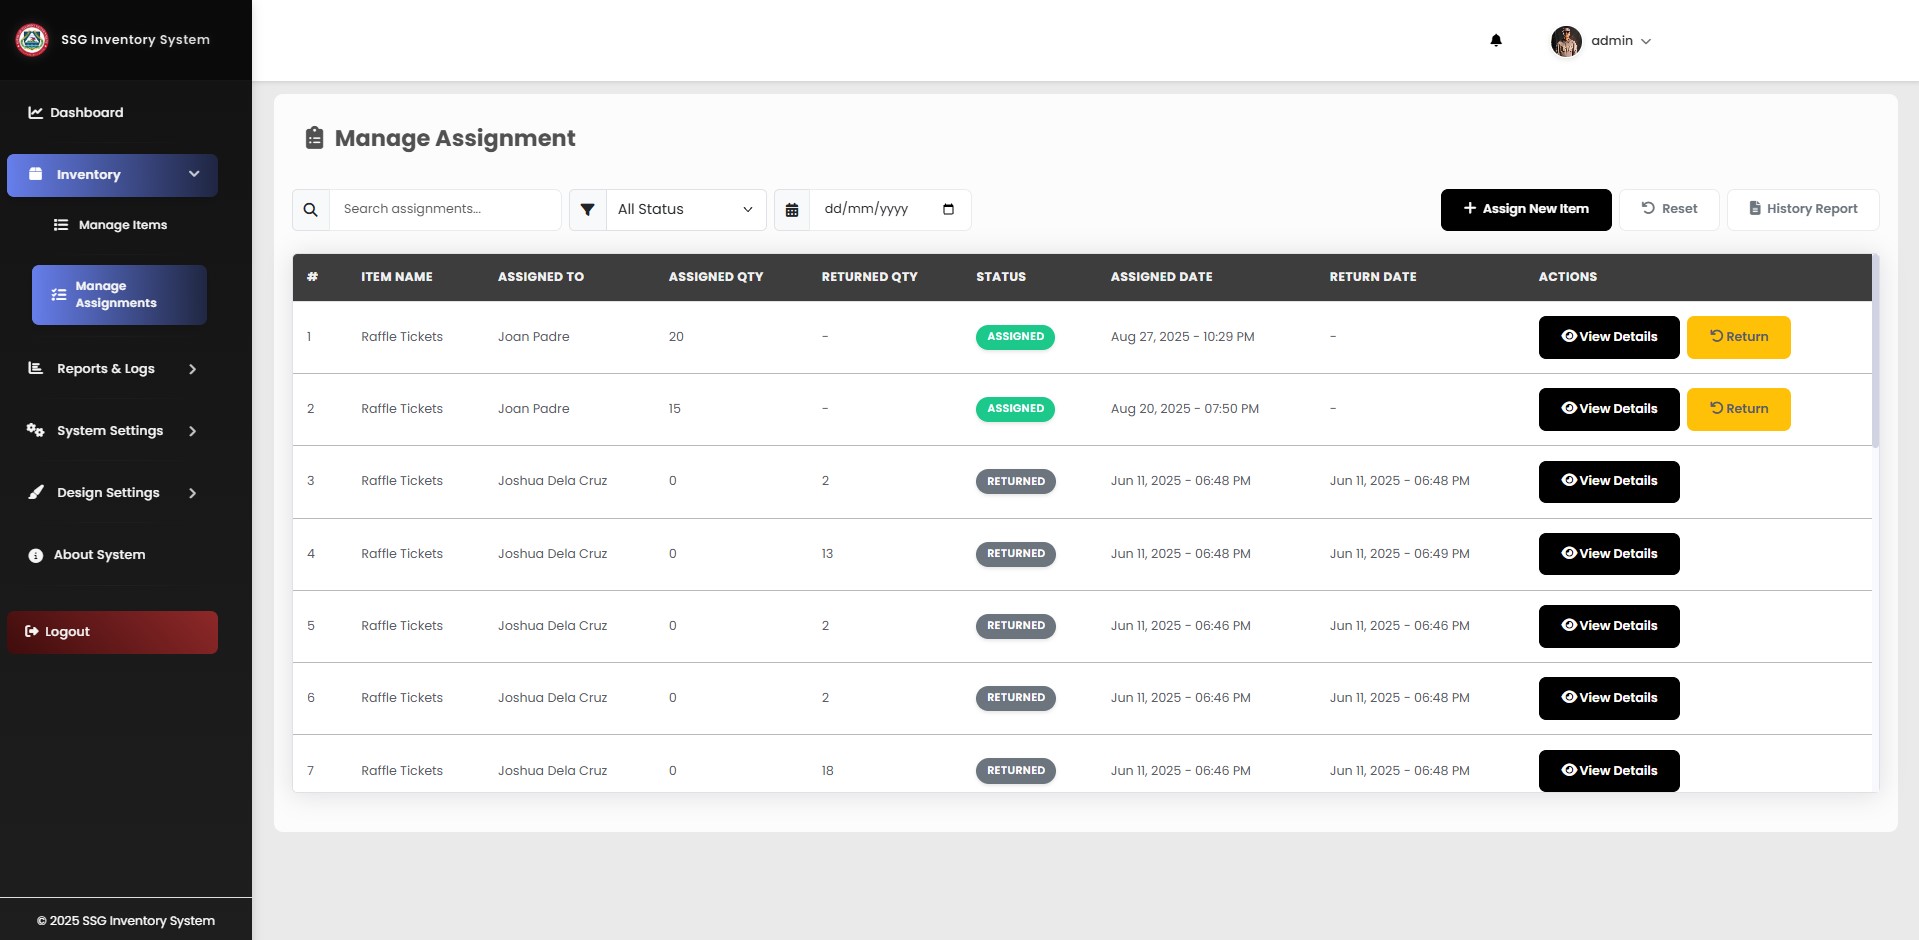 SSG Inventory System
admin
Dashboard
Inventory
Manage Items
Manage
Assignments
Reports & Logs
System Settings
Design Settings
About System
Logout
© 2025 SSG Inventory System
Manage Assignment
Search assignments... All Status dd/mm/yyyy Assign New Item Reset History Report
# ITEM NAME ASSIGNED TO ASSIGNED QTY RETURNED QTY STATUS ASSIGNED DATE RETURN DATE ACTIONS
1 Raffle Tickets Joan Padre 20 - ASSIGNED Aug 27, 2025 - 10:29 PM - View Details Return
2 Raffle Tickets Joan Padre 15 - ASSIGNED Aug 20, 2025 - 07:50 PM - View Details Return
3 Raffle Tickets Joshua Dela Cruz 0 2 RETURNED Jun 11, 2025 - 06:48 PM Jun 11, 2025 - 06:48 PM View Details
4 Raffle Tickets Joshua Dela Cruz 0 13 RETURNED Jun 11, 2025 - 06:48 PM Jun 11, 2025 - 06:49 PM View Details
5 Raffle Tickets Joshua Dela Cruz 0 2 RETURNED Jun 11, 2025 - 06:46 PM Jun 11, 2025 - 06:46 PM View Details
6 Raffle Tickets Joshua Dela Cruz 0 2 RETURNED Jun 11, 2025 - 06:46 PM Jun 11, 2025 - 06:48 PM View Details
7 Raffle Tickets Joshua Dela Cruz 0 18 RETURNED Jun 11, 2025 - 06:46 PM Jun 11, 2025 - 06:48 PM View Details